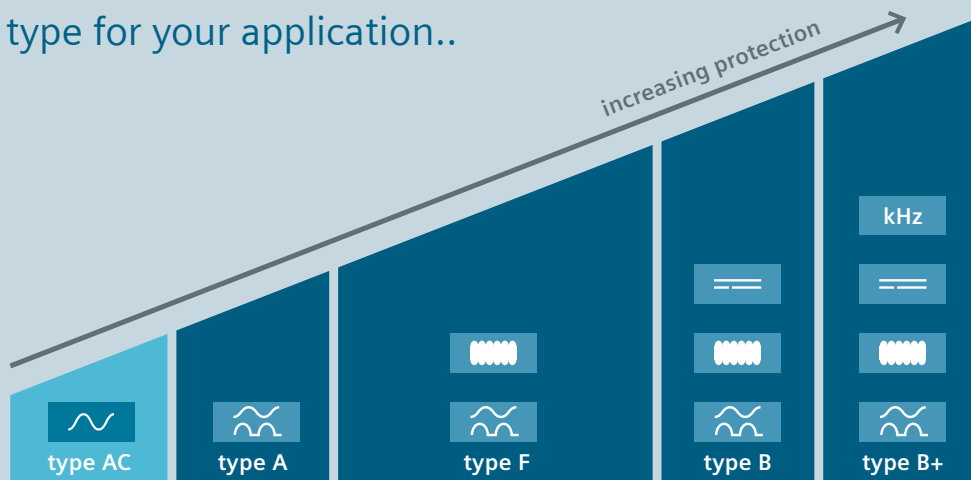 type for your application..
increasing protection
kHz
type AC
type A
type F
type B
type B+